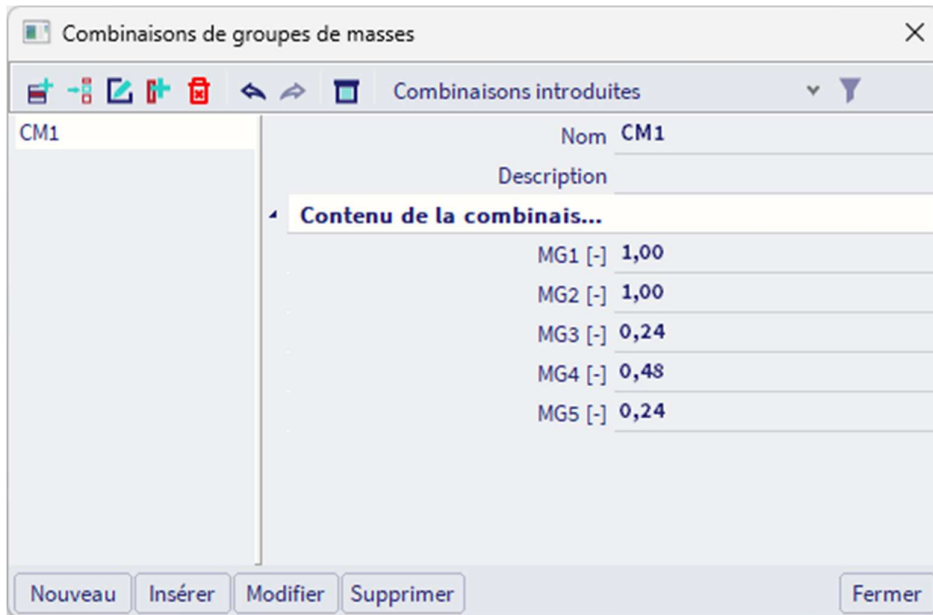 Combinaisons de groupes de masses
Combinaisons introduites
CM1
Nom CM1
Description
Contenu de la combinais...
MG1 [-] 1,00
MG2 [-] 1,00
MG3 [-] 0,24
MG4 [-] 0,48
MG5 [-] 0,24
Nouveau Insérer Modifier Supprimer Fermer